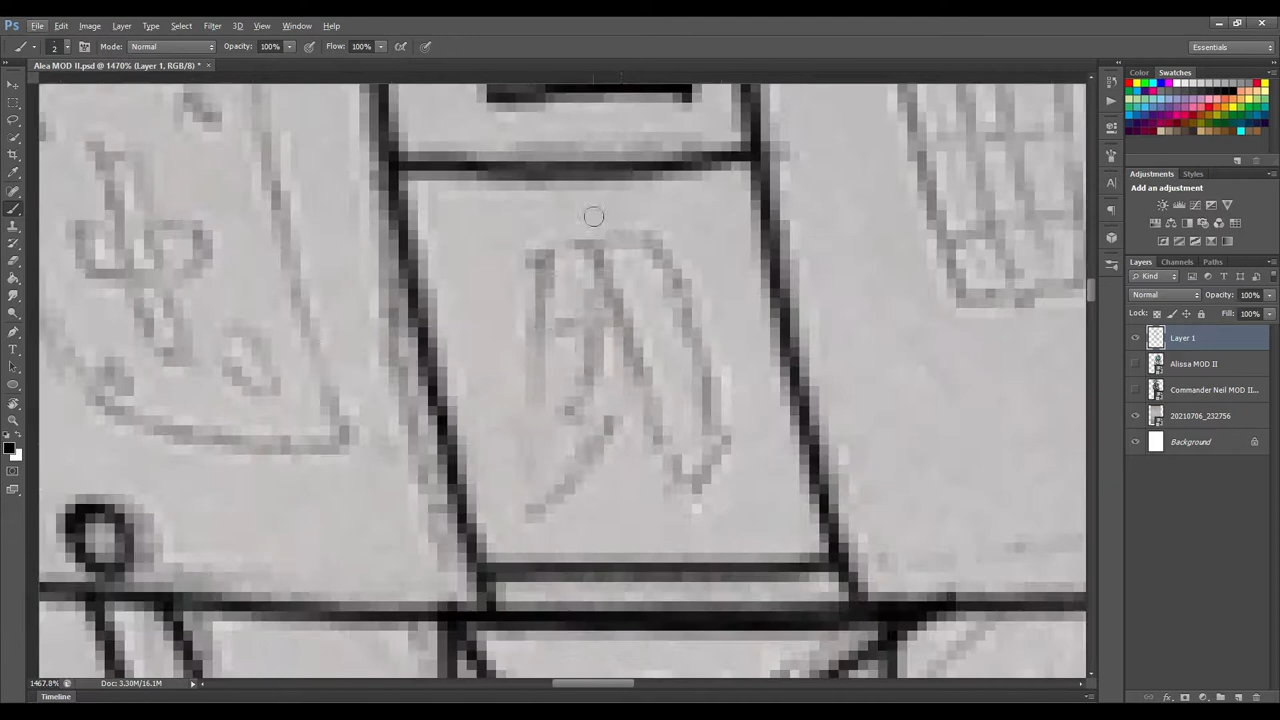 Ps File Edit Image Layer Type Select Filter 3D View Window Help
2 Mode: Normal Opacity: 100% Flow: 100% Essentials
Alea MOD II.psd @ 1470% (Layer 1, RGB/8) * ×
Color Swatches
Adjustments Styles
Add an adjustment
Layers Channels Paths
Kind
Normal Opacity: 100%
Lock: Fill: 100%
Layer 1
Alissa MOD II
Commander Neil MOD II...
20210706_232756
Background
1467.8% Doc: 3.30M/16.1M
Timeline